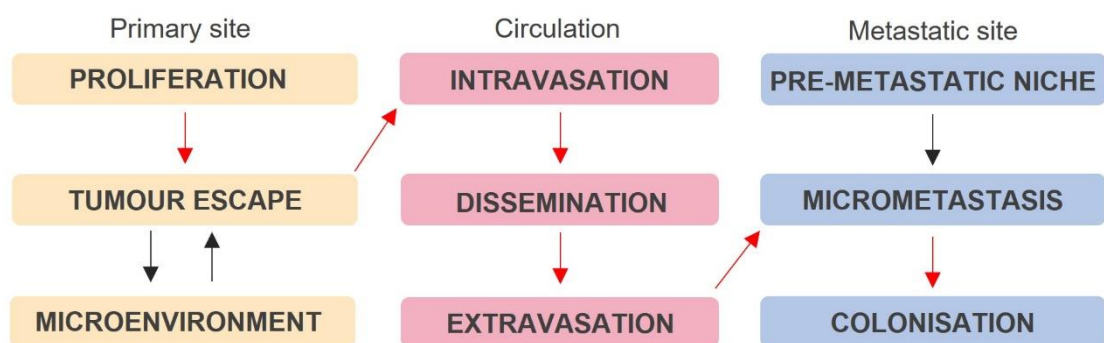 Primary site
PROLIFERATION
TUMOUR ESCAPE
MICROENVIRONMENT
Circulation
INTRAVASATION
DISSEMINATION
EXTRAVASATION
Metastatic site
PRE-METASTATIC NICHE
MICROMETASTASIS
COLONISATION